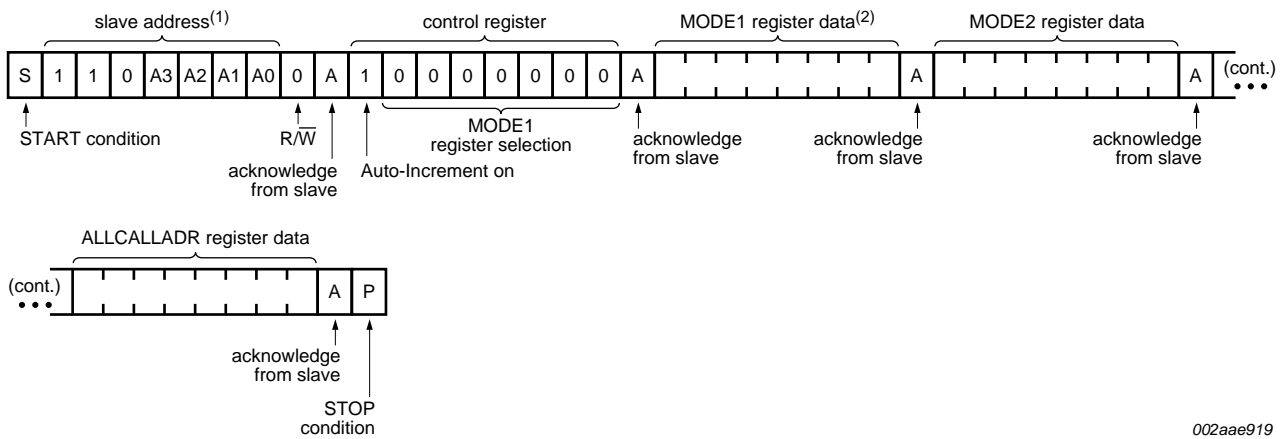 slave address(1) control register MODE1 register data(2) MODE2 register data
S 1 1 0 A3 A2 A1 A0 0 A 1 0 0 0 0 0 0 0 A A A (cont.)
START condition R/W MODE1
register selection
acknowledge
from slave
Auto-Increment on
acknowledge
from slave
acknowledge
from slave
acknowledge
from slave
ALLCALLADR register data
(cont.) A P
acknowledge
from slave
STOP
condition
002aae919